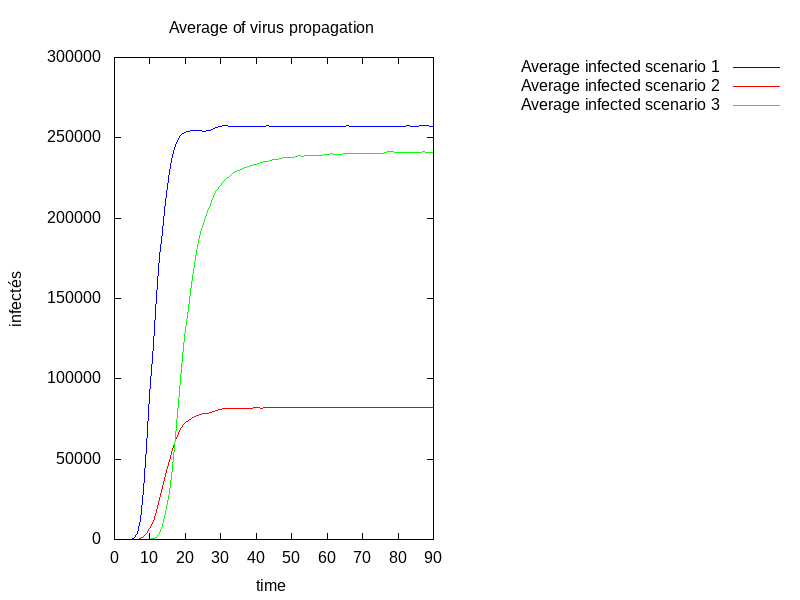 Average of virus propagation
300000
250000
200000
150000
100000
50000
0
infectés
0 10 20 30 40 50 60 70 80 90
time
Average infected scenario 1
Average infected scenario 2
Average infected scenario 3